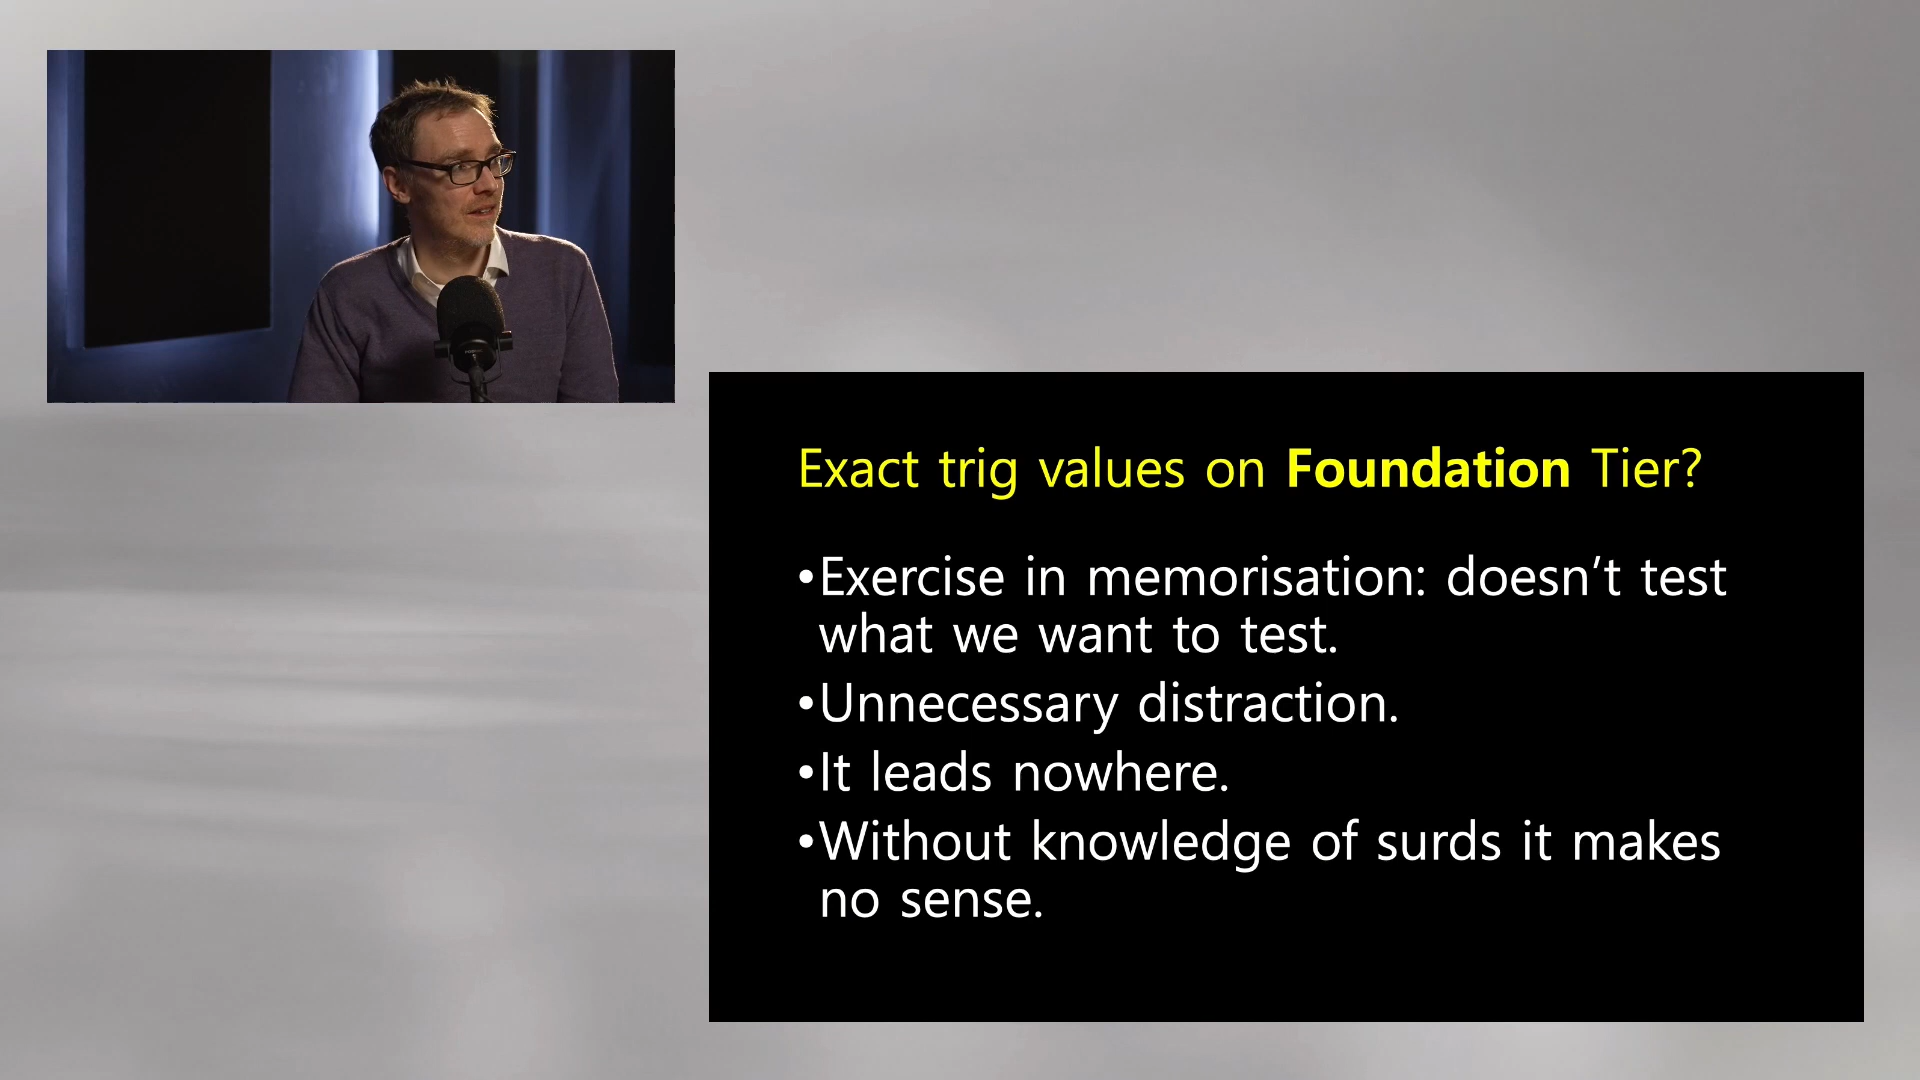 Exact trig values on Foundation Tier?
•Exercise in memorisation: doesn’t test
what we want to test.
•Unnecessary distraction.
•It leads nowhere.
•Without knowledge of surds it makes
no sense.